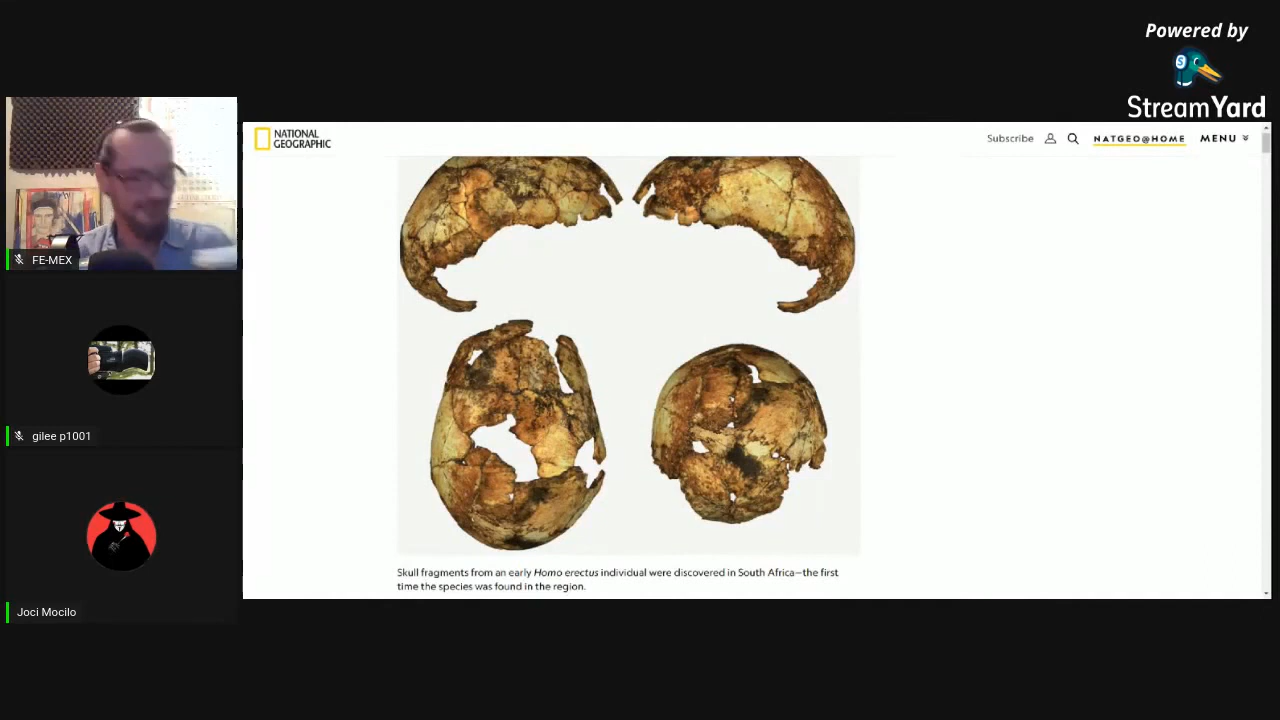 Powered by
StreamYard
NATIONAL
GEOGRAPHIC
Subscribe
NATGEO@HOME
MENU
FE-MEX
gilee p1001
Joci Mocilo
Skull fragments from an early Homo erectus individual were discovered in South Africa—the first
time the species was found in the region.